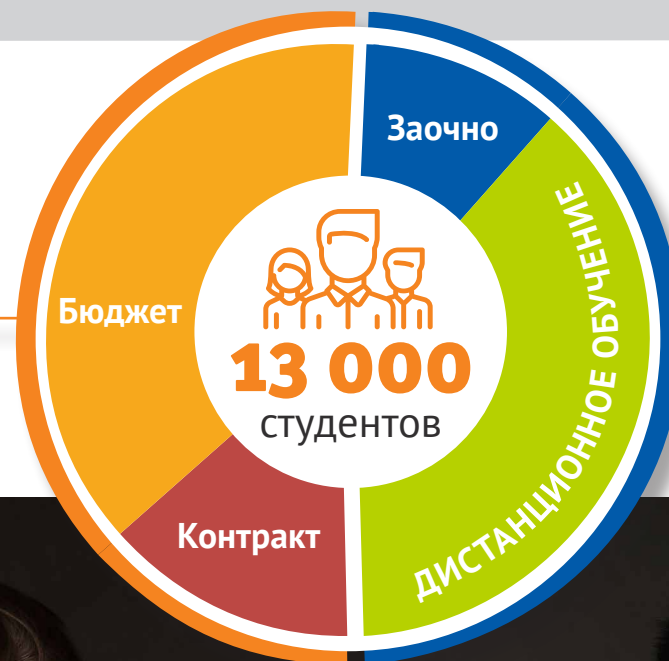 Заочно
ДИСТАНЦИОННОЕ ОБУЧЕНИЕ
Бюджет
13 000
студентов
Контракт